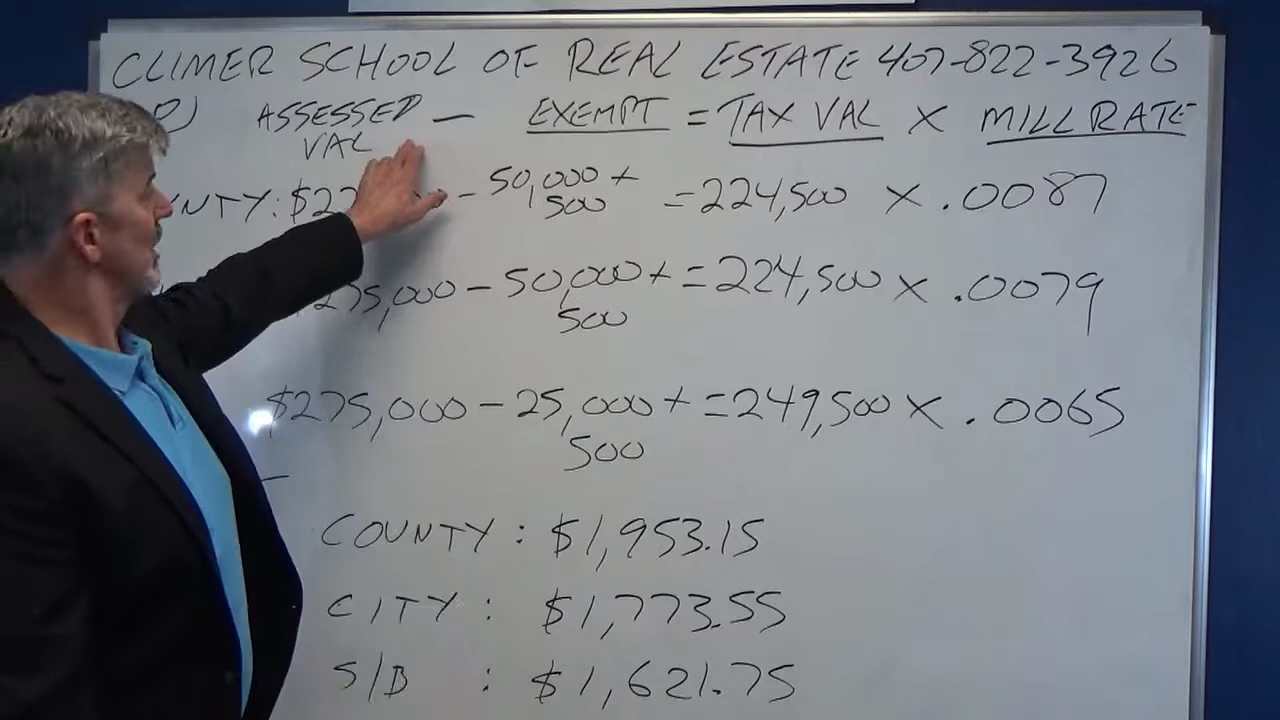 CLIMER SCHOOL OF REAL ESTATE 407-822-3926
ASSESSED VAL — EXEMPT = TAX VAL X MILL RATE
- 50,000 + 500 = 224,500 X .0087
275,000 - 50,000 + 500 = 224,500 X .0079
$275,000 - 25,000 + 500 = 249,500 X .0065
COUNTY : $1,953.15
CITY : $1,773.55
S/B : $1,621.75